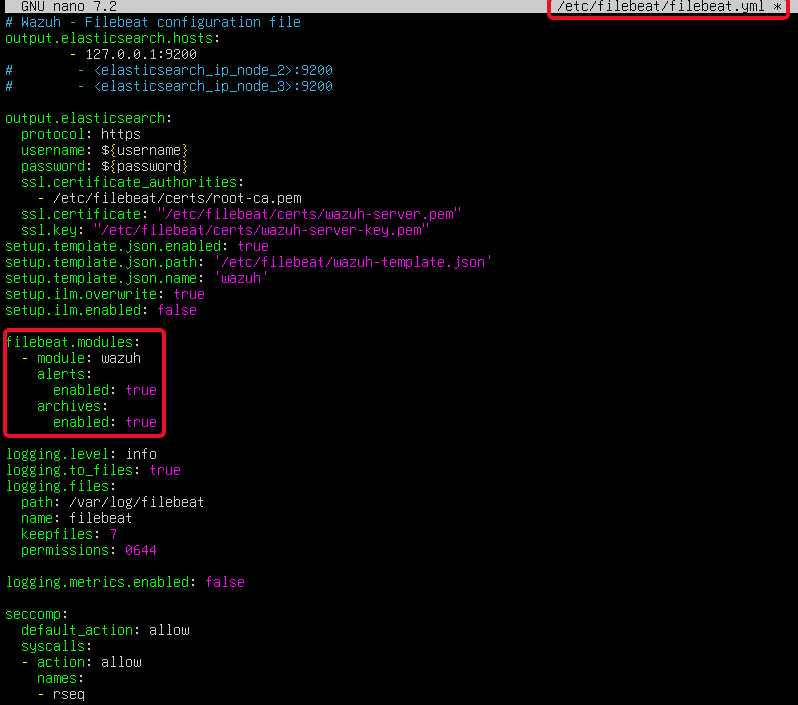 GNU nano 7.2 /etc/filebeat/filebeat.yml *
# Wazuh - Filebeat configuration file
output.elasticsearch.hosts:
        - 127.0.0.1:9200
#        - <elasticsearch_ip_node_2>:9200
#        - <elasticsearch_ip_node_3>:9200

output.elasticsearch:
  protocol: https
  username: ${username}
  password: ${password}
  ssl.certificate_authorities:
    - /etc/filebeat/certs/root-ca.pem
  ssl.certificate: "/etc/filebeat/certs/wazuh-server.pem"
  ssl.key: "/etc/filebeat/certs/wazuh-server-key.pem"
setup.template.json.enabled: true
setup.template.json.path: '/etc/filebeat/wazuh-template.json'
setup.template.json.name: 'wazuh'
setup.ilm.overwrite: true
setup.ilm.enabled: false

filebeat.modules:
  - module: wazuh
    alerts:
      enabled: true
    archives:
      enabled: true

logging.level: info
logging.to_files: true
logging.files:
  path: /var/log/filebeat
  name: filebeat
  keepfiles: 7
  permissions: 0644

logging.metrics.enabled: false

seccomp:
  default_action: allow
  syscalls:
  - action: allow
    names:
    - rseq